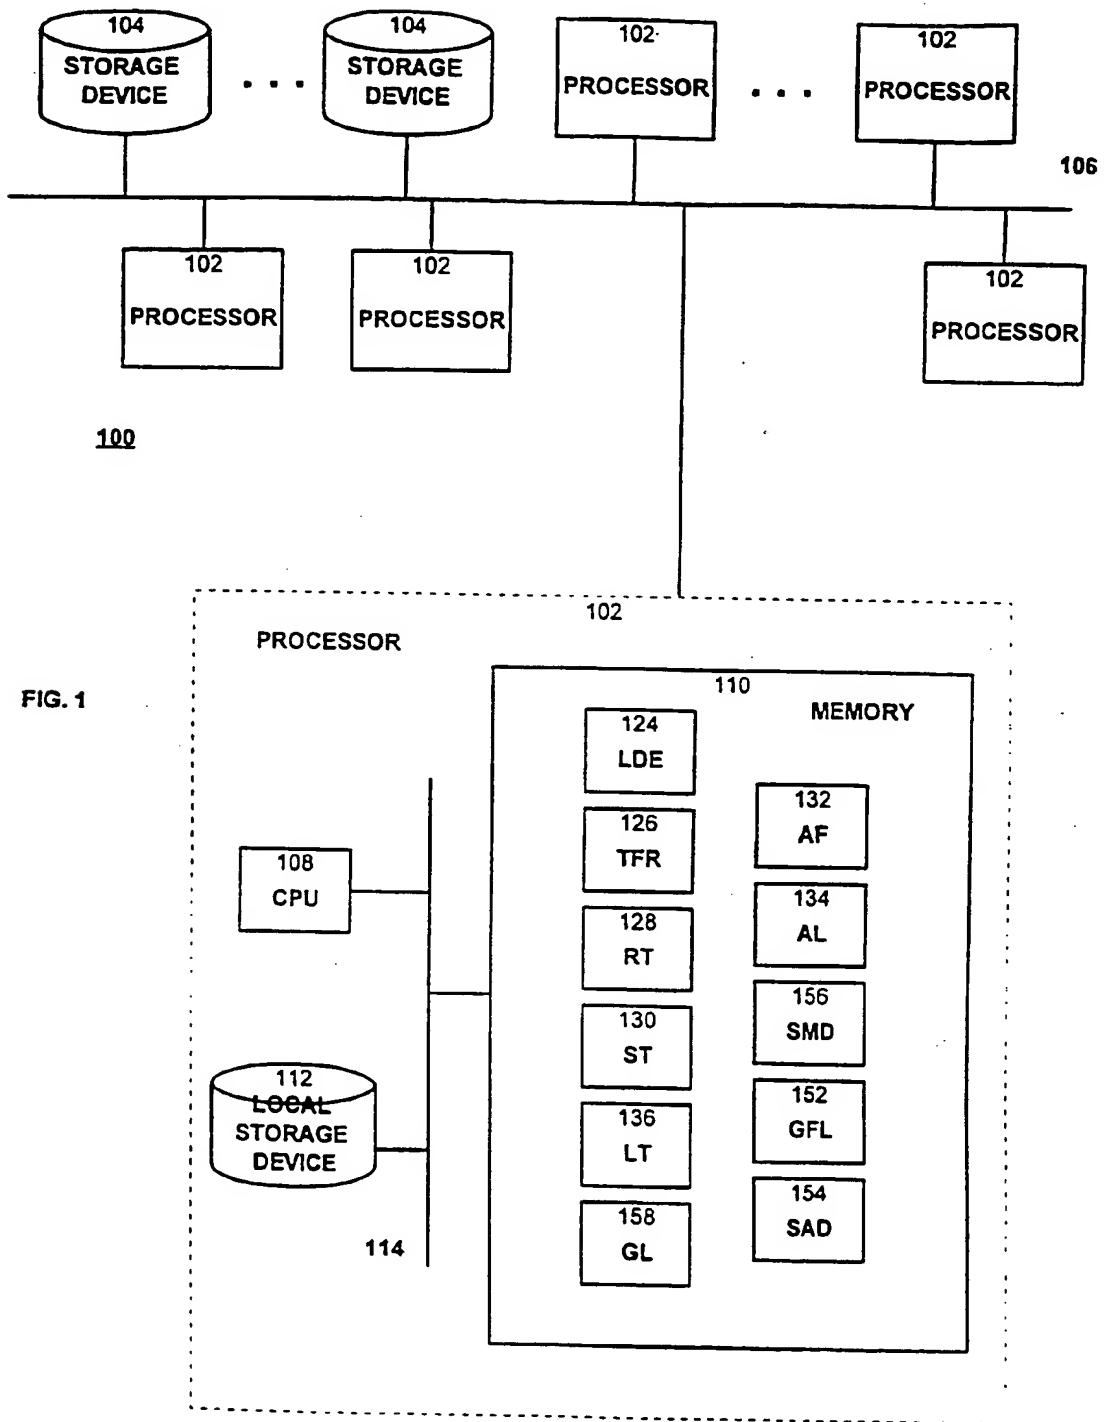 104
STORAGE
DEVICE
104
STORAGE
DEVICE
102
PROCESSOR
102
PROCESSOR
106
102
PROCESSOR
102
PROCESSOR
102
PROCESSOR
100
102
PROCESSOR
FIG. 1
110
MEMORY
124
LDE
126
TFR
128
RT
130
ST
136
LT
158
GL
132
AF
134
AL
156
SMD
152
GFL
154
SAD
108
CPU
112
LOCAL
STORAGE
DEVICE
114